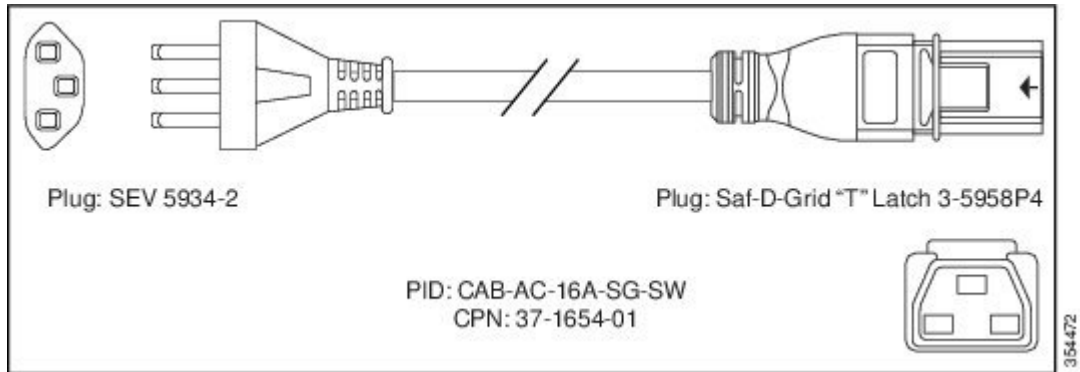 Plug: SEV 5934-2
Plug: Saf-D-Grid “T” Latch 3-5958P4
PID: CAB-AC-16A-SG-SW
CPN: 37-1654-01
354472